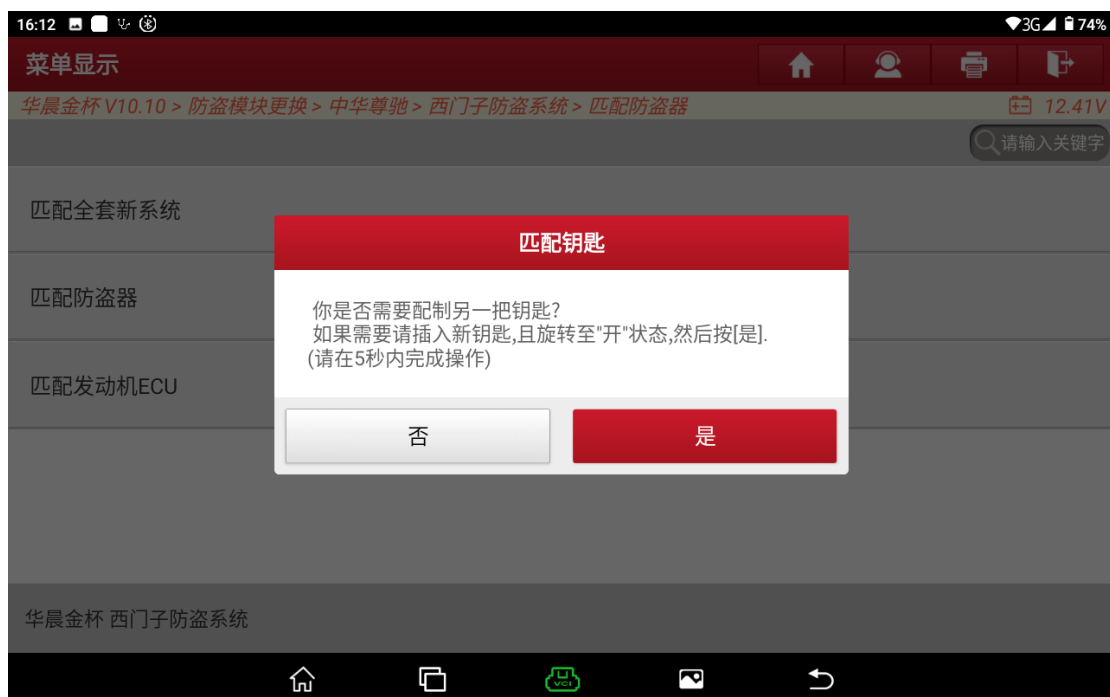 16:12
3G 74%
菜单显示
华晨金杯 V10.10 > 防盗模块更换 > 中华尊驰 > 西门子防盗系统 > 匹配防盗器
12.41V
请输入关键字
匹配全套新系统
匹配防盗器
匹配发动机ECU
匹配钥匙
你是否需要配制另一把钥匙?
如果需要请插入新钥匙,且旋转至"开"状态,然后按[是].
(请在5秒内完成操作)
否
是
华晨金杯 西门子防盗系统
VCI